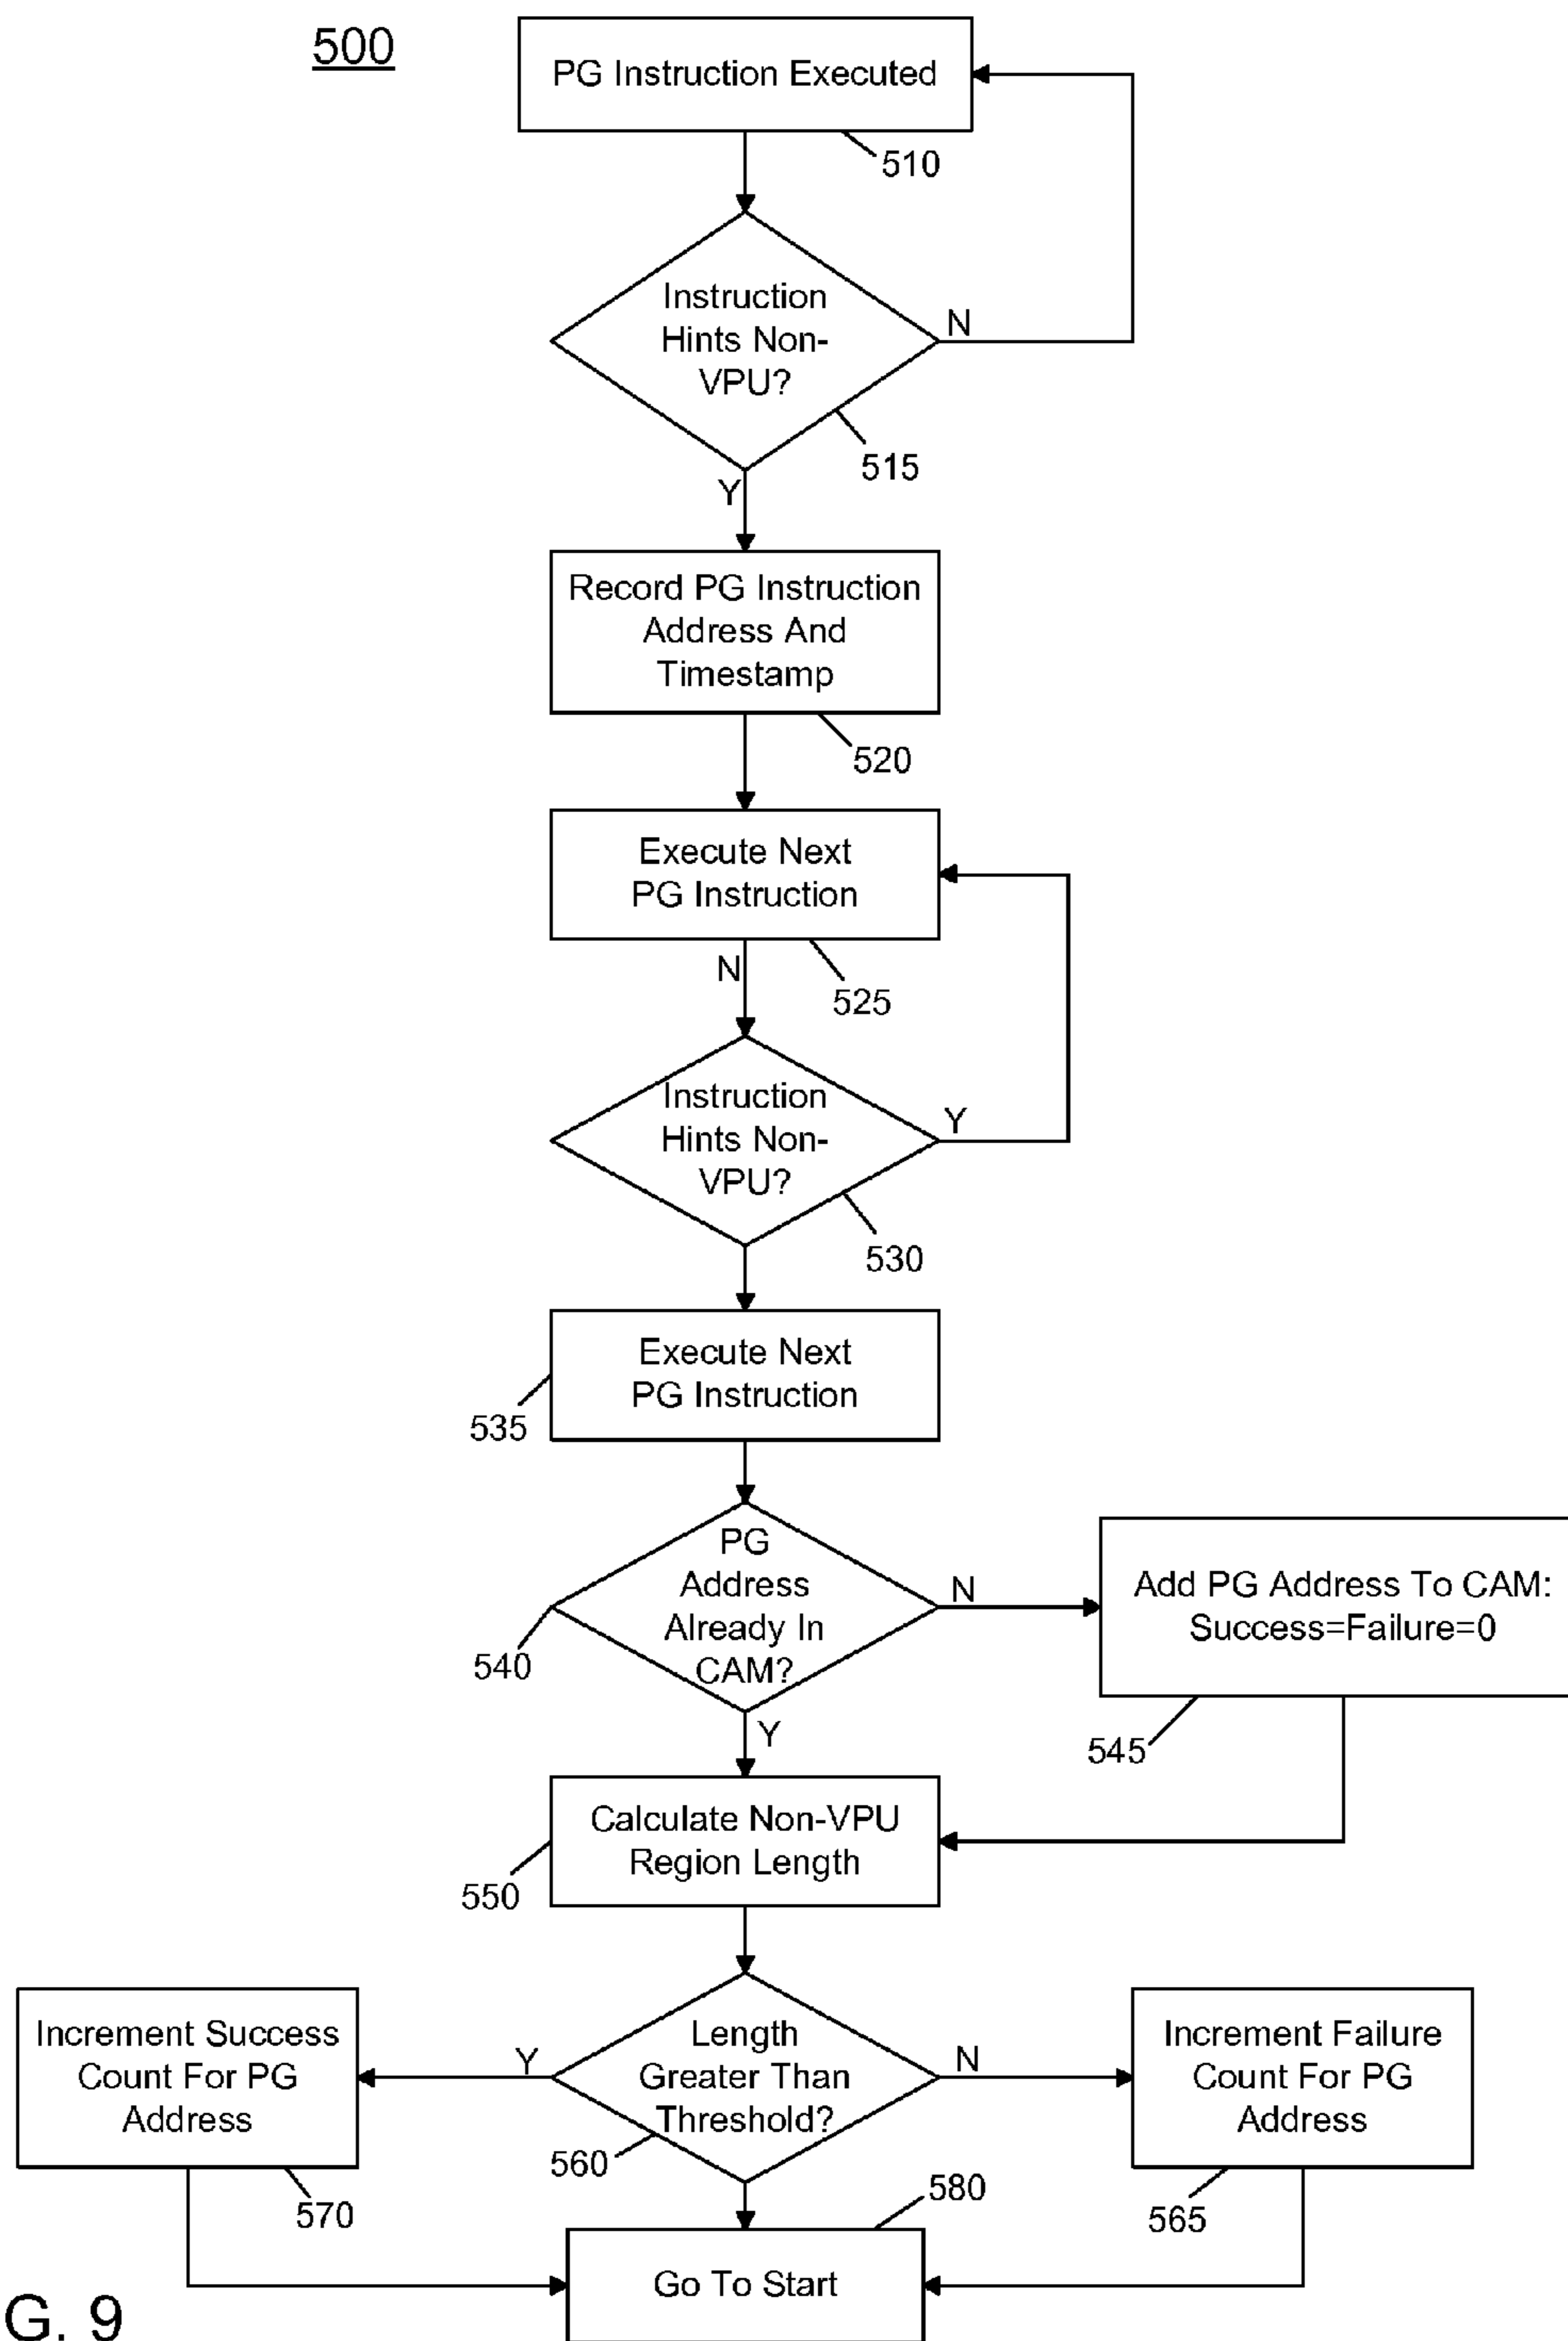 500
PG Instruction Executed
510
Instruction
Hints Non-
VPU?
N
515
Y
Record PG Instruction
Address And
Timestamp
520
Execute Next
PG Instruction
N
525
Instruction
Hints Non-
VPU?
Y
530
Execute Next
PG Instruction
535
PG
Address
Already In
CAM?
N
540
Add PG Address To CAM:
Success=Failure=0
545
Y
Calculate Non-VPU
Region Length
550
Length
Greater Than
Threshold?
560
Y
Increment Success
Count For PG
Address
570
N
Increment Failure
Count For PG
Address
565
580
Go To Start
G. 9